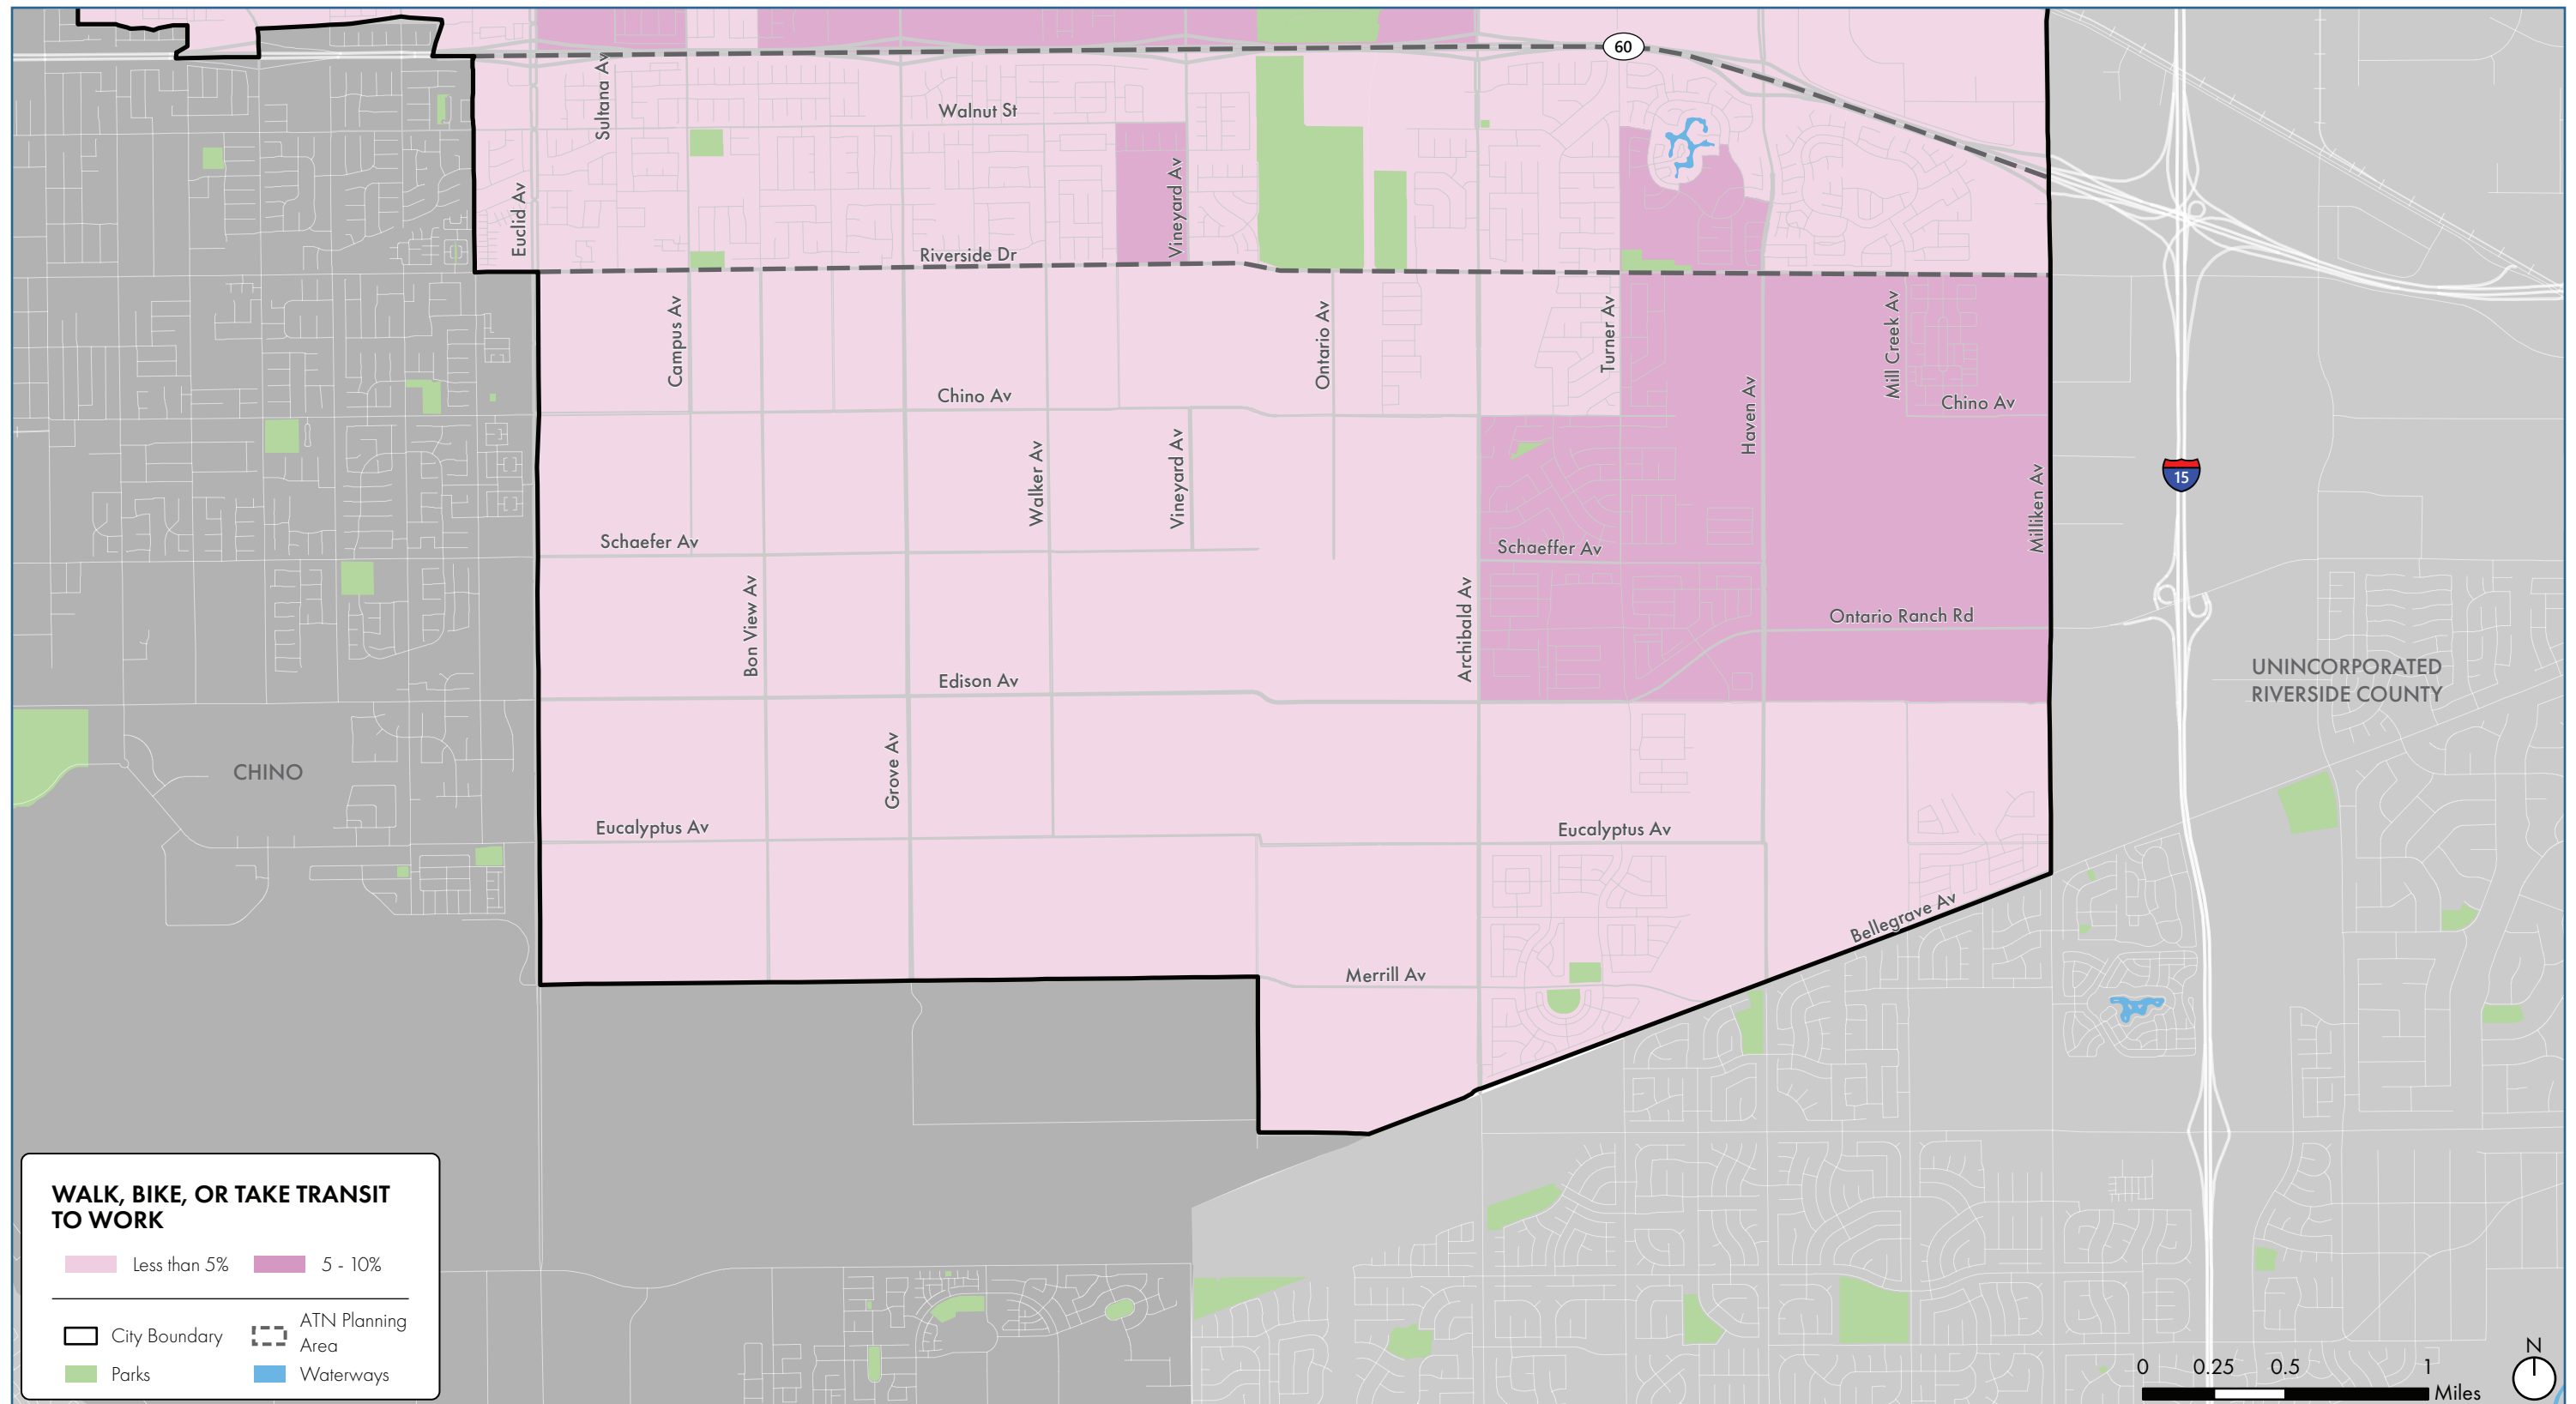 60
Sultana Av
Walnut St
Euclid Av
Vineyard Av
Riverside Dr
Campus Av
Ontario Av
Turner Av
Mill Creek Av
Chino Av
Chino Av
Haven Av
Walker Av
Vineyard Av
Milliken Av
15
Schaefer Av
Schaeffer Av
Bon View Av
Archibald Av
Ontario Ranch Rd
Edison Av
UNINCORPORATED
RIVERSIDE COUNTY
CHINO
Grove Av
Eucalyptus Av
Eucalyptus Av
Bellegrave Av
Merrill Av
WALK, BIKE, OR TAKE TRANSIT
TO WORK
Less than 5%
5 - 10%
City Boundary
ATN Planning
Area
Parks
Waterways
N
0 0.25 0.5 1
Miles